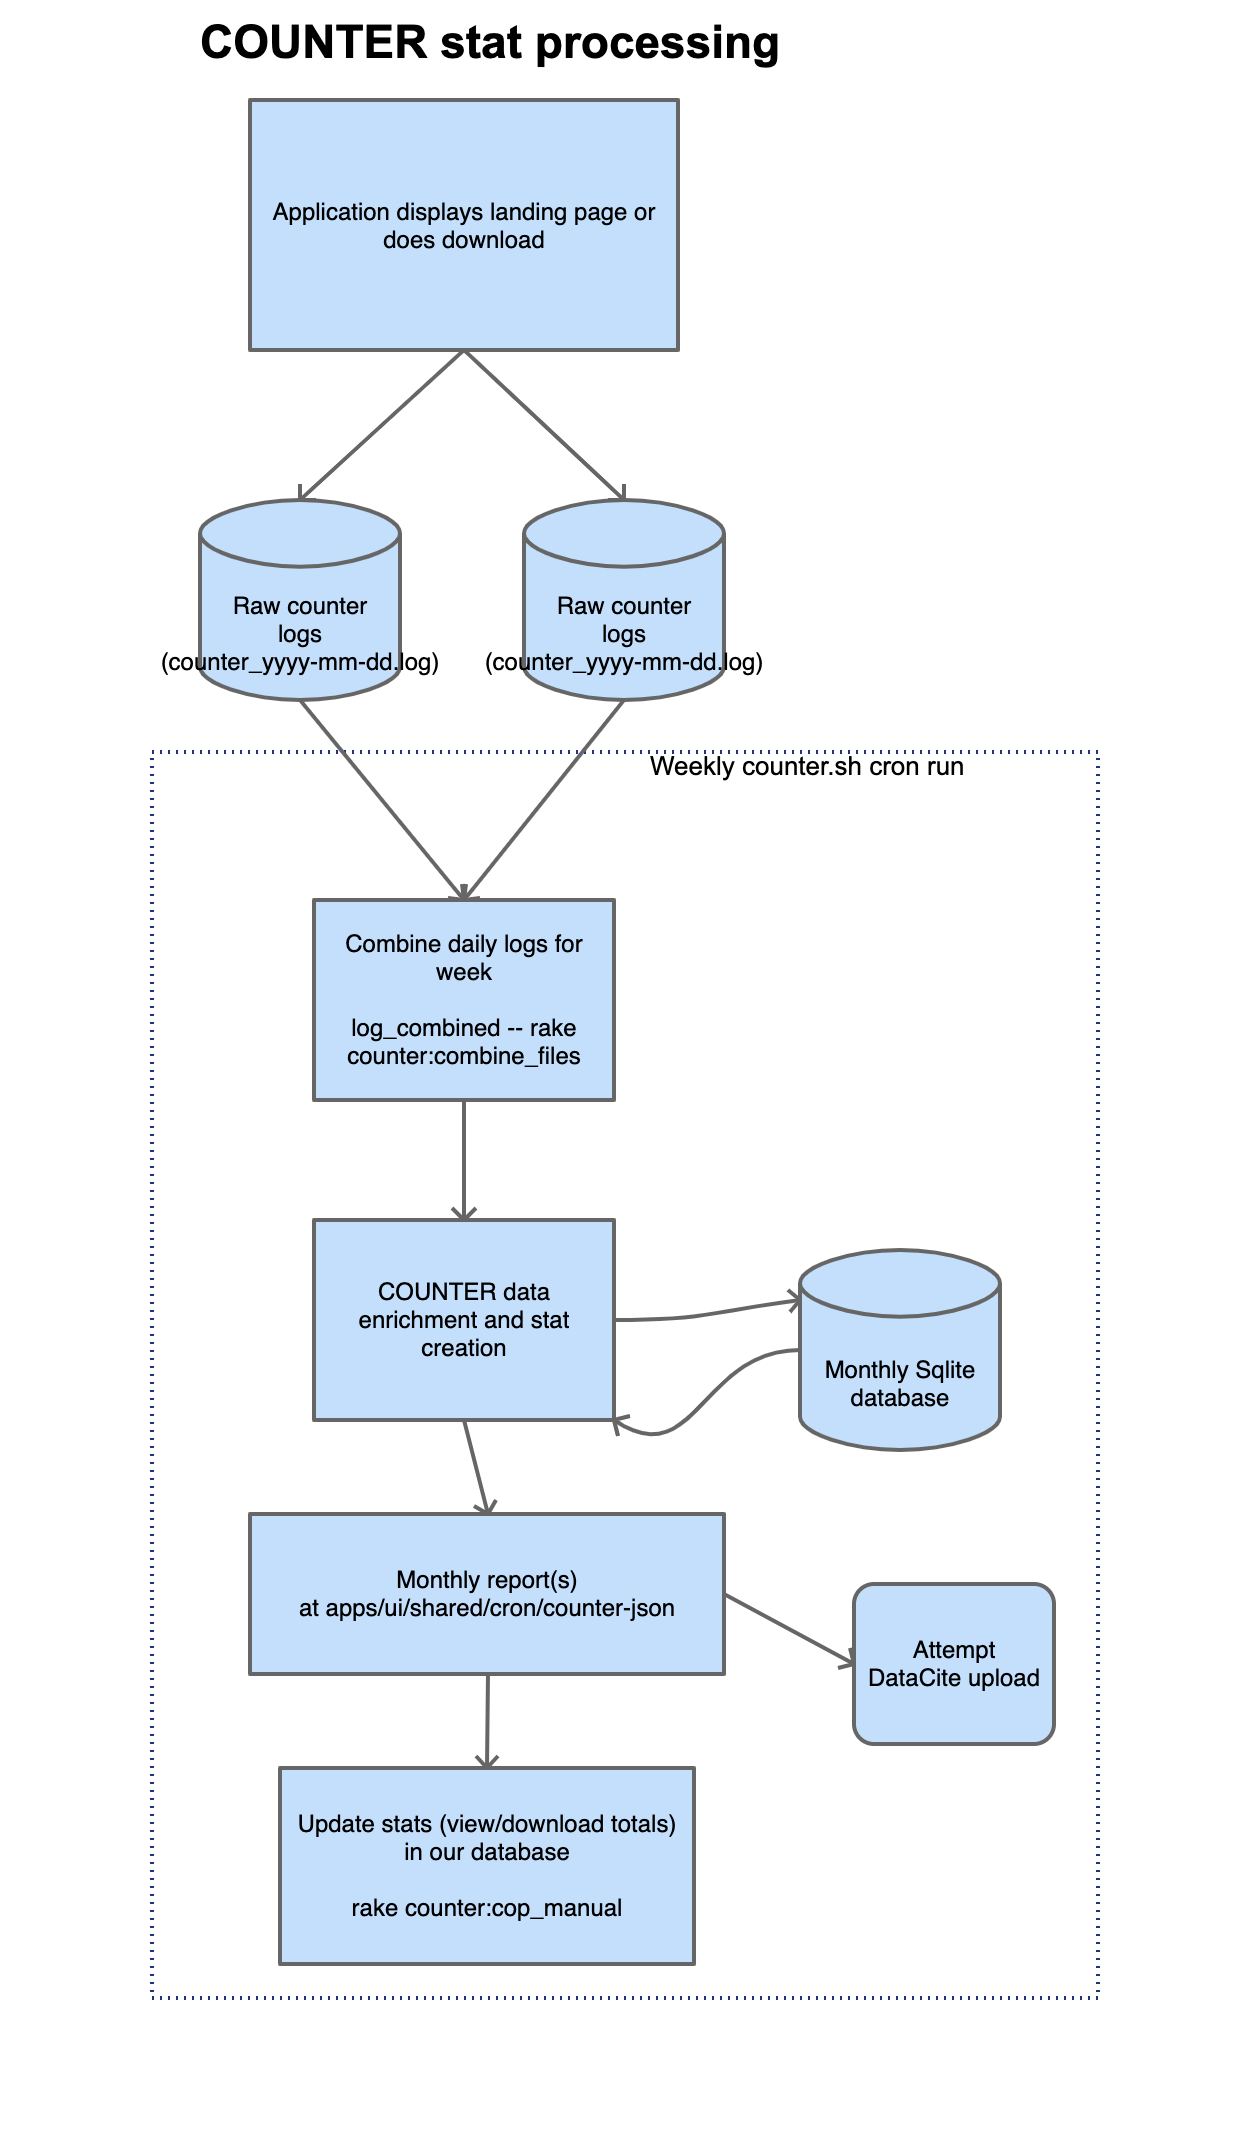 COUNTER stat processing
Application displays landing page or
does download
Raw counter
logs
(counter_yyyy-mm-dd.log)
Raw counter
logs
(counter_yyyy-mm-dd.log)
Weekly counter.sh cron run
Combine daily logs for
week
log_combined -- rake
counter:combine_files
COUNTER data
enrichment and stat
creation
Monthly Sqlite
database
Monthly report(s)
at apps/ui/shared/cron/counter-json
Attempt
DataCite upload
Update stats (view/download totals)
in our database
rake counter:cop_manual